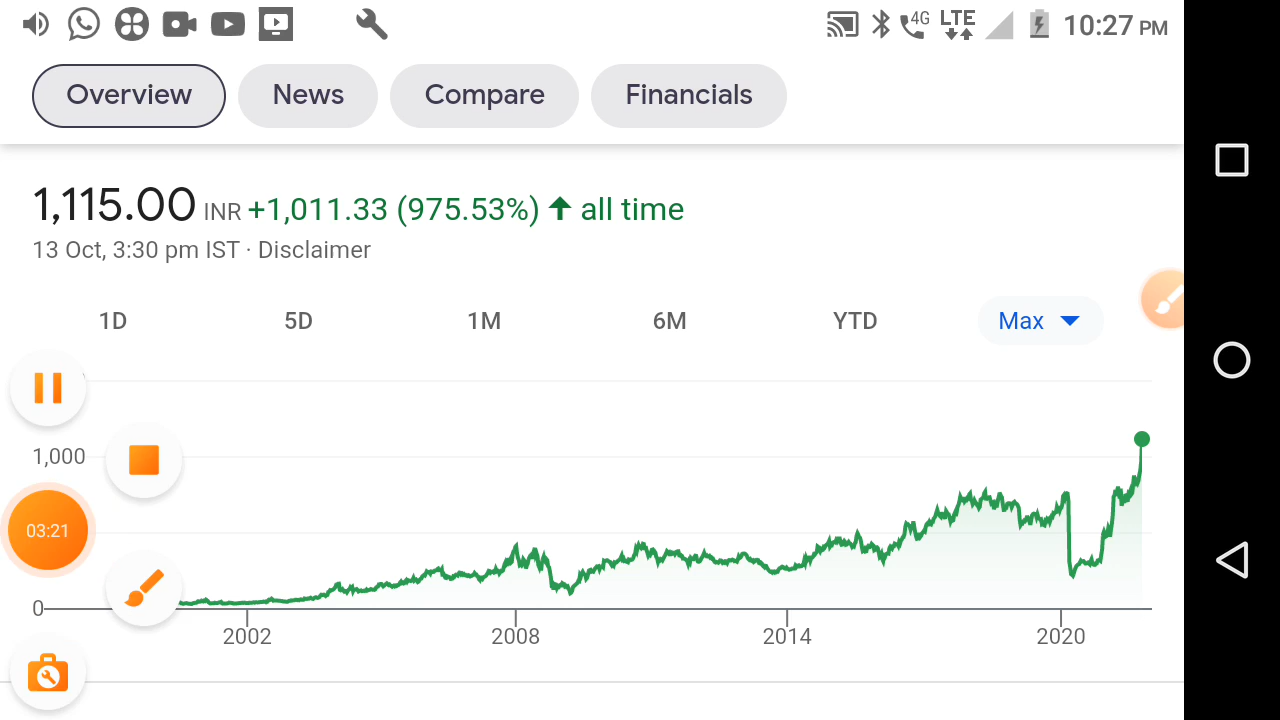 4G LTE 10:27 PM
Overview News Compare Financials
1,115.00 INR +1,011.33 (975.53%) ↑ all time
13 Oct, 3:30 pm IST · Disclaimer
1D 5D 1M 6M YTD Max
1,000
03:21
0
2002 2008 2014 2020